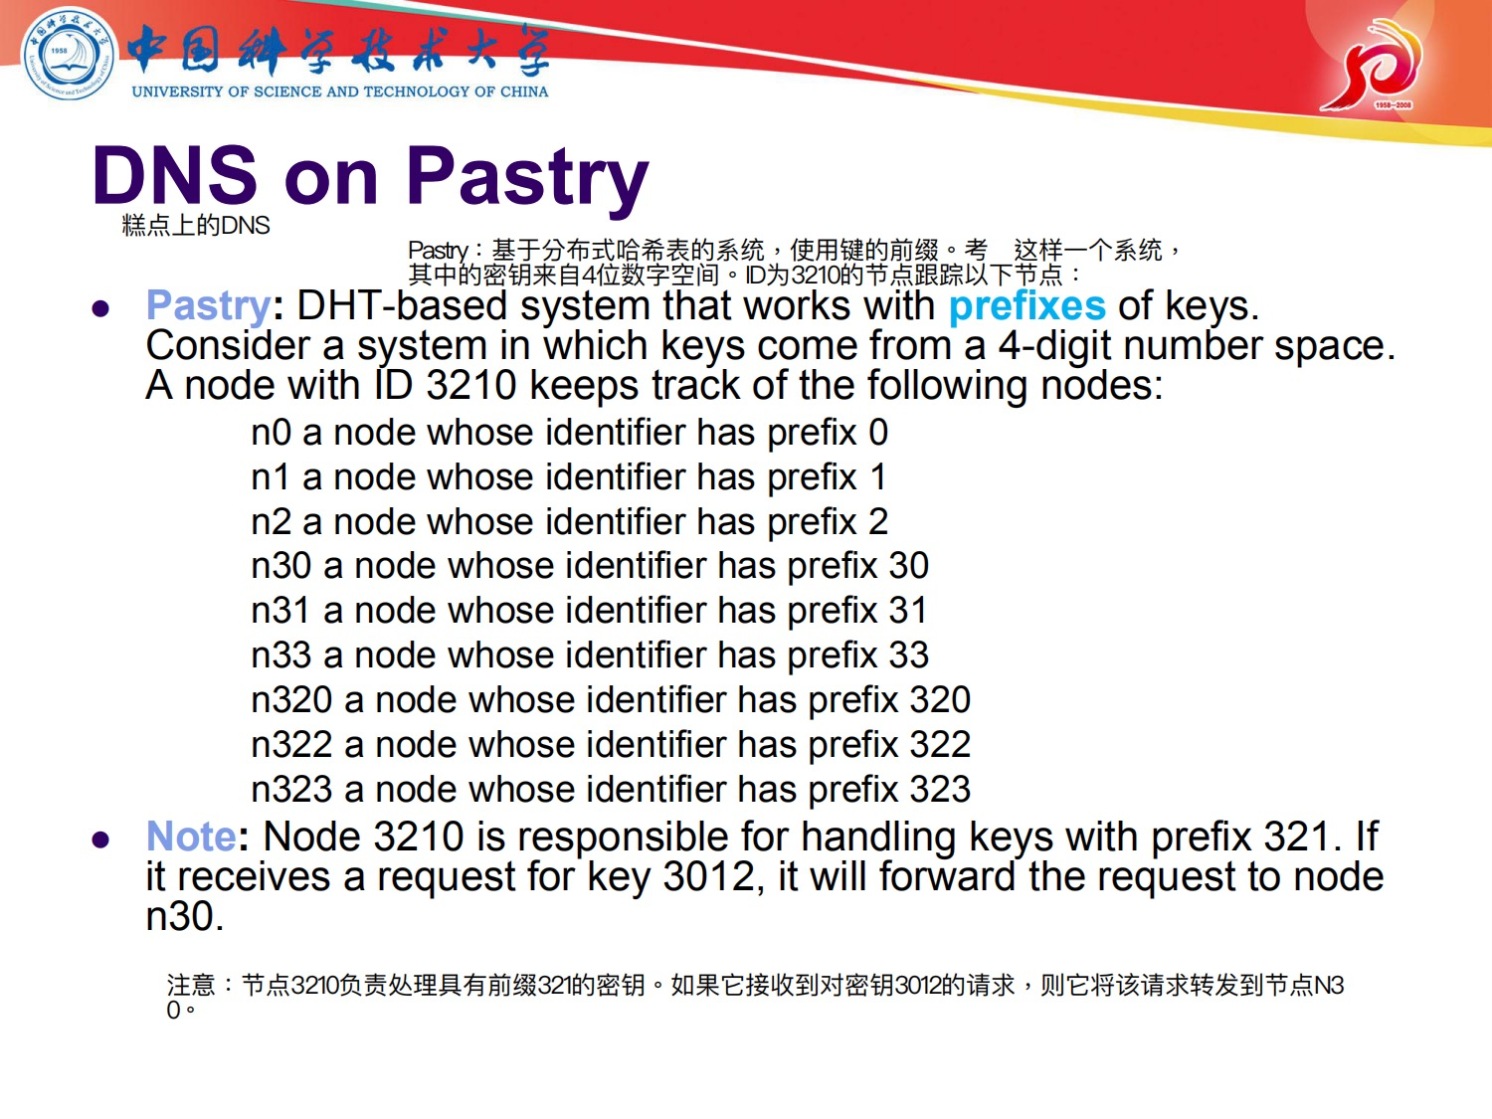 中国科学技术大学
UNIVERSITY OF SCIENCE AND TECHNOLOGY OF CHINA
1958
1958-2008
DNS on Pastry
糕点上的DNS
Pastry：基于分布式哈希表的系统，使用键的前缀。考 这样一个系统，
其中的密钥来自4位数字空间。ID为3210的节点跟踪以下节点：
Pastry: DHT-based system that works with prefixes of keys.
Consider a system in which keys come from a 4-digit number space.
A node with ID 3210 keeps track of the following nodes:
n0 a node whose identifier has prefix 0
n1 a node whose identifier has prefix 1
n2 a node whose identifier has prefix 2
n30 a node whose identifier has prefix 30
n31 a node whose identifier has prefix 31
n33 a node whose identifier has prefix 33
n320 a node whose identifier has prefix 320
n322 a node whose identifier has prefix 322
n323 a node whose identifier has prefix 323
Note: Node 3210 is responsible for handling keys with prefix 321. If
it receives a request for key 3012, it will forward the request to node
n30.
注意：节点3210负责处理具有前缀321的密钥。如果它接收到对密钥3012的请求，则它将该请求转发到节点N3
0。